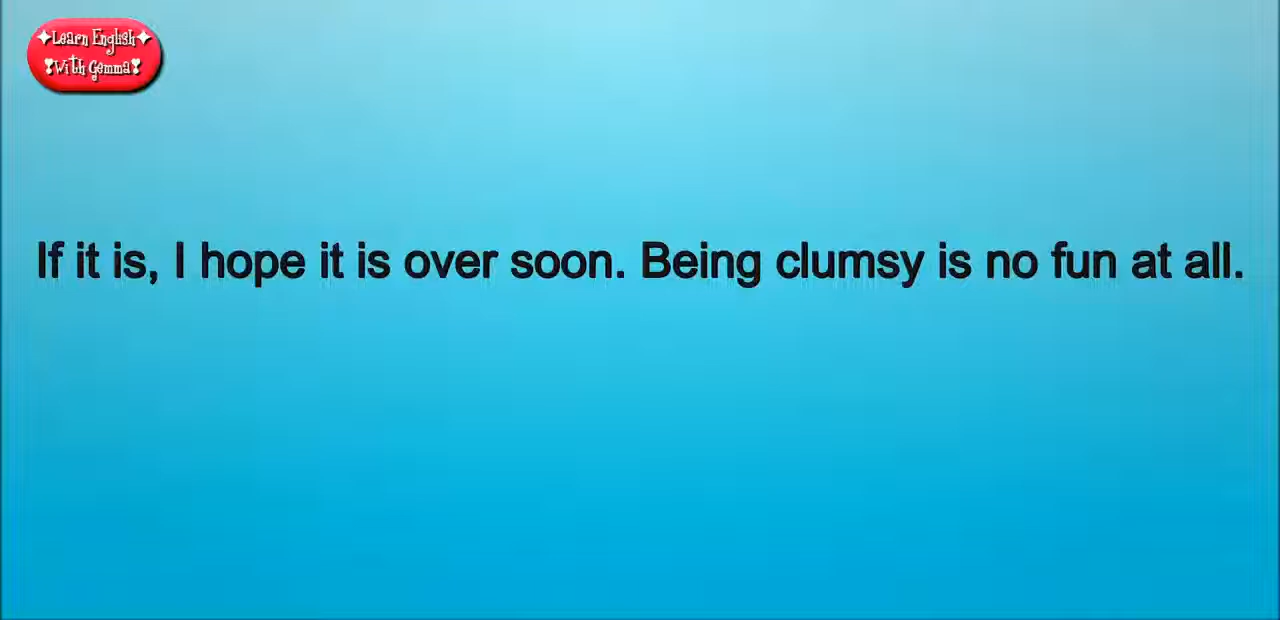 ✦Learn English✦
❣With Gemma❣
If it is, I hope it is over soon. Being clumsy is no fun at all.